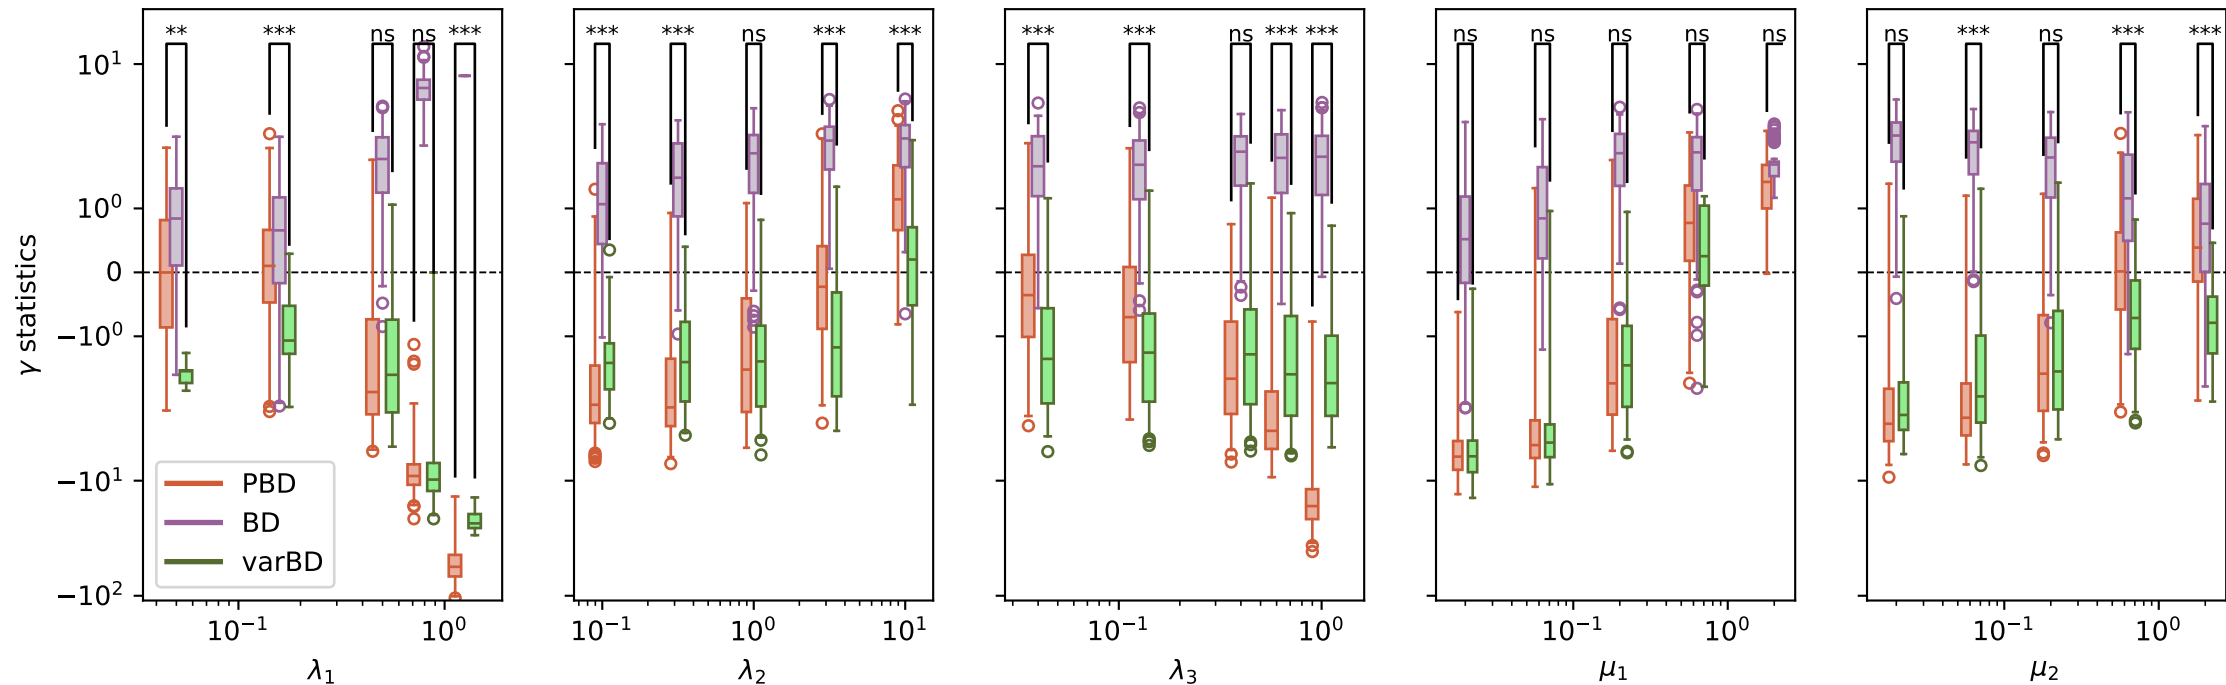 ** *** ns ns ***
*** *** ns *** ***
*** *** ns *** ***
ns ns ns ns ns
ns *** ns *** ***
γ statistics
10¹
10⁰
0
−10⁰
−10¹
−10²
PBD
BD
varBD
10⁻¹ 10⁰
10⁻¹ 10⁰ 10¹
10⁻¹ 10⁰
10⁻¹ 10⁰
10⁻¹ 10⁰
λ₁
λ₂
λ₃
μ₁
μ₂